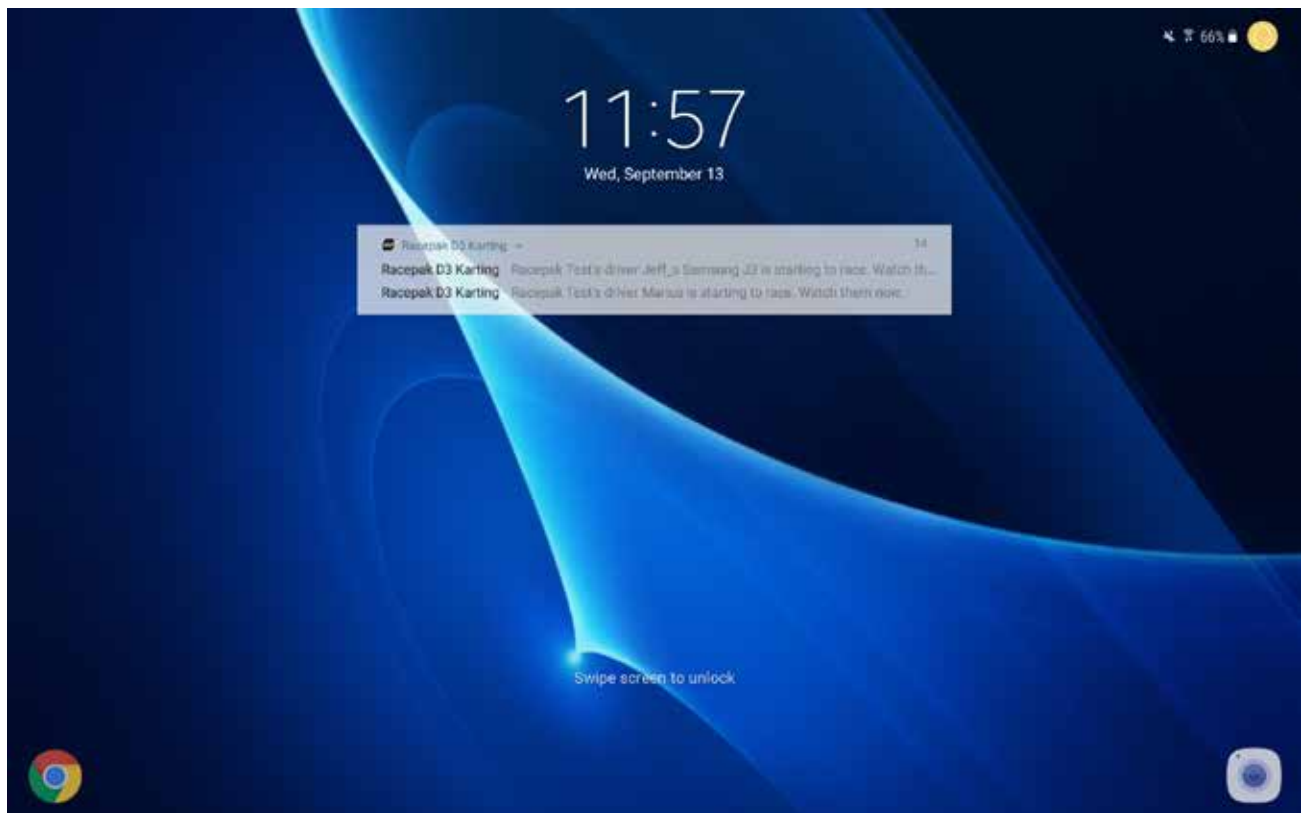 66%
11:57
Wed, September 13
Racepak D3 Karting 14
Racepak D3 Karting Racepak Test's driver Jeff_s Samsung J3 is starting to race. Watch th...
Racepak D3 Karting Racepak Test's driver Marius is starting to race. Watch them now.
Swipe screen to unlock